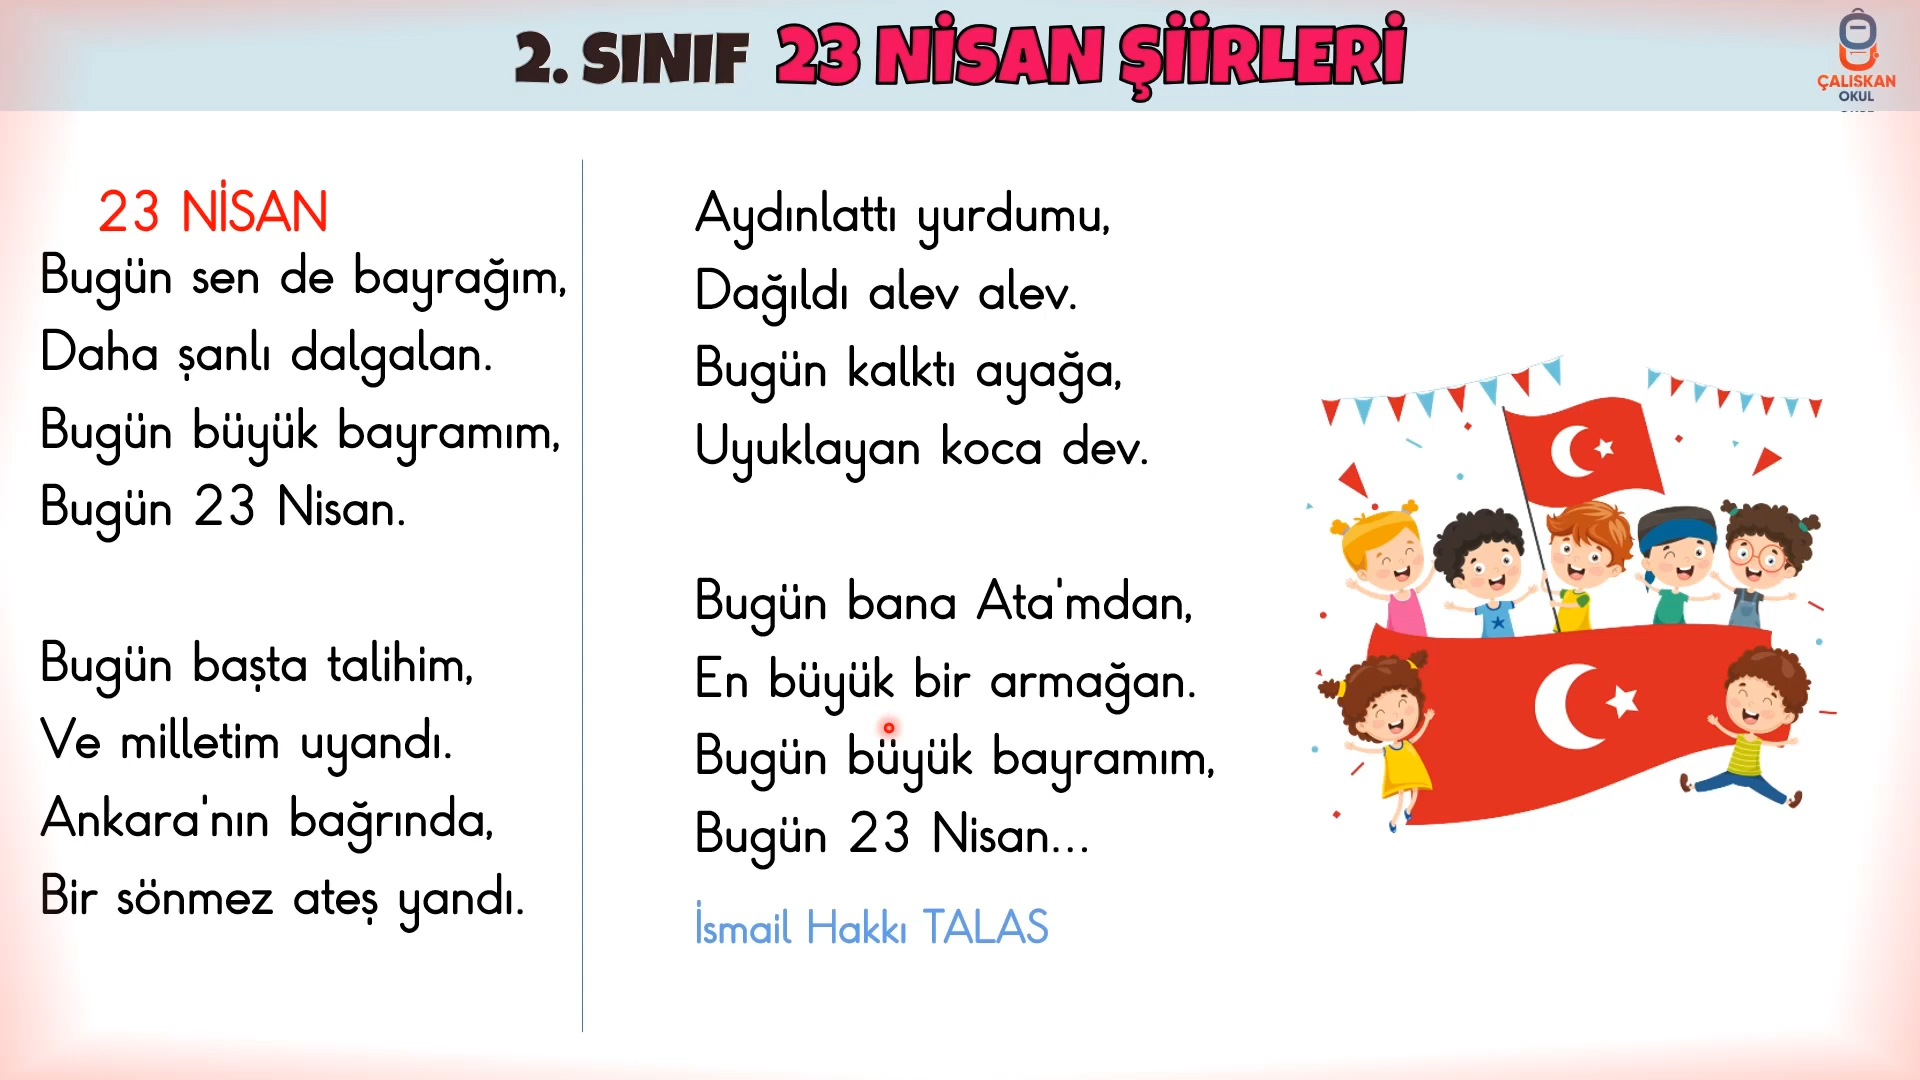 2. SINIF 23 NİSAN ŞİİRLERİ
ÇALISKAN
OKUL
23 NİSAN
Bugün sen de bayrağım,
Daha şanlı dalgalan.
Bugün büyük bayramım,
Bugün 23 Nisan.
Bugün başta talihim,
Ve milletim uyandı.
Ankara'nın bağrında,
Bir sönmez ateş yandı.
Aydınlattı yurdumu,
Dağıldı alev alev.
Bugün kalktı ayağa,
Uyuklayan koca dev.
Bugün bana Ata'mdan,
En büyük bir armağan.
Bugün büyük bayramım,
Bugün 23 Nisan...
İsmail Hakkı TALAS